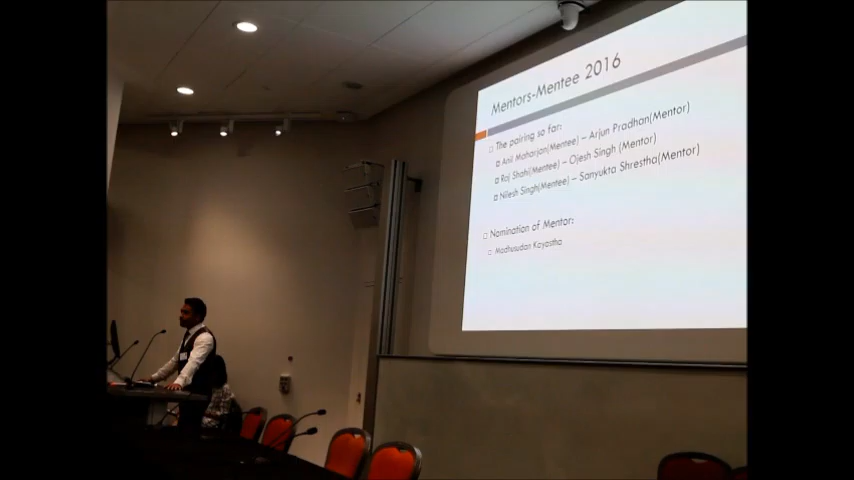 Mentors-Mentee 2016
The pairing so far:
Anil Maharjan(Mentee) – Arjun Pradhan(Mentor)
Raj Shahi(Mentee) – Ojesh Singh (Mentor)
Nilesh Singh(Mentee) – Sanyukta Shrestha(Mentor)
Nomination of Mentor:
Madhusudan Kayastha